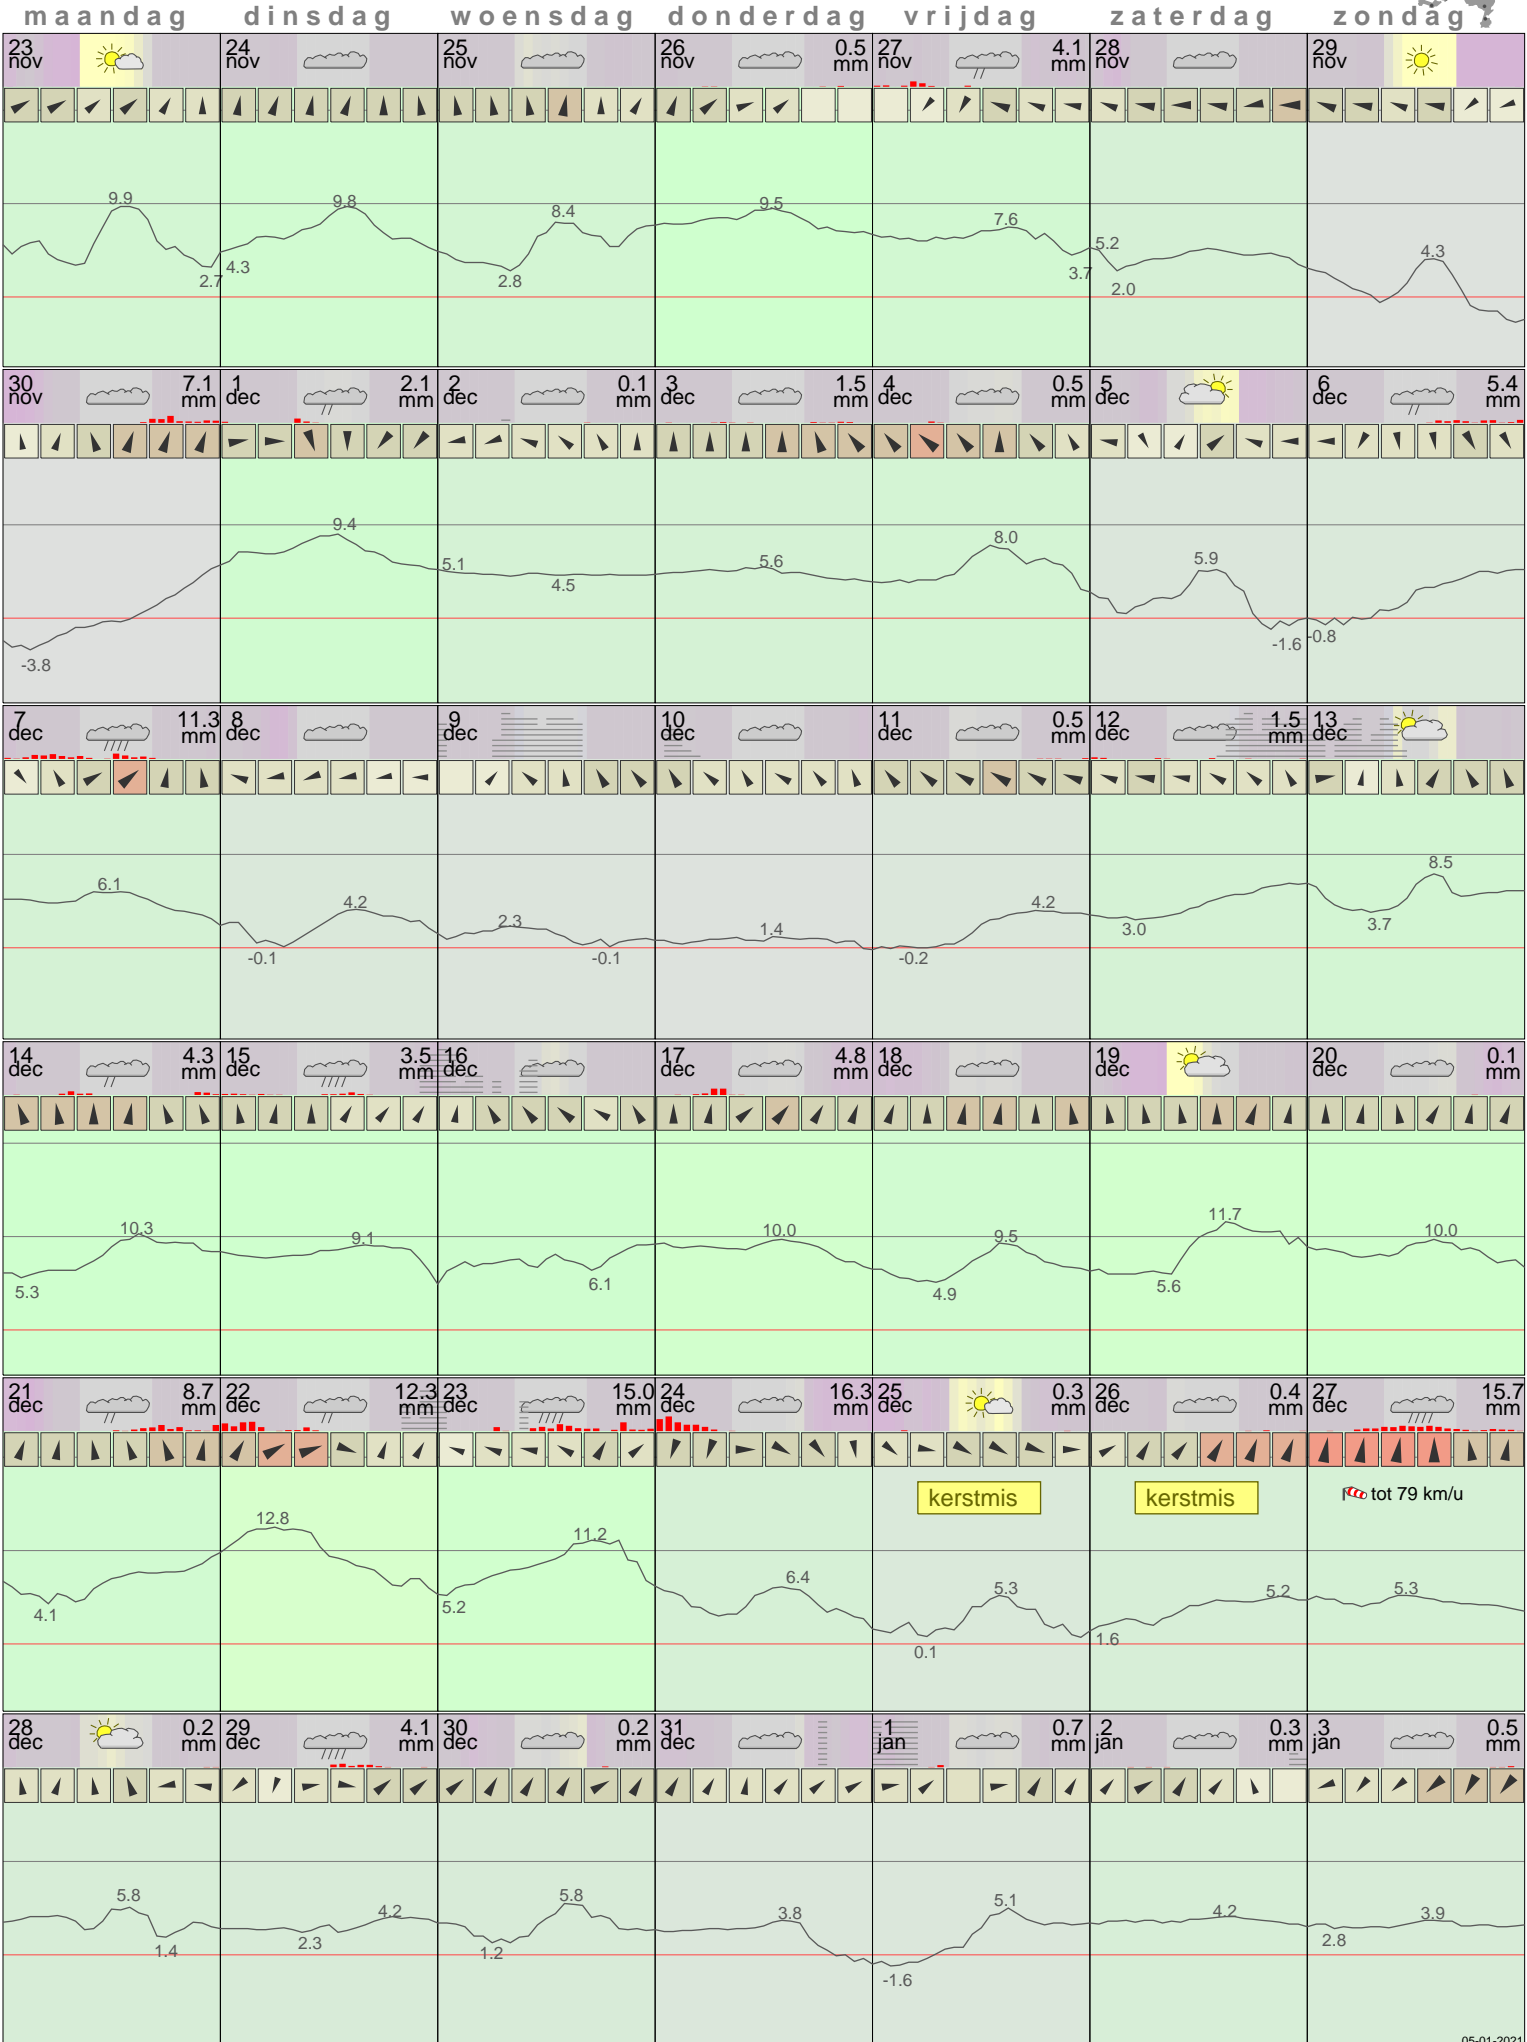 maandag dinsdag woensdag donderdag vrijdag zaterdag zondag
23 nov
24 nov
25 nov
26 nov 0.5 mm
27 nov 4.1 mm
28 nov
29 nov
9.9 2.7 4.3 9.8 2.8 8.4 9.5 7.6 3.7 5.2 2.0 4.3
30 nov 7.1 mm
1 dec 2.1 mm
2 dec 0.1 mm
3 dec 1.5 mm
4 dec 0.5 mm
5 dec
6 dec 5.4 mm
-3.8 9.4 5.1 4.5 5.6 8.0 5.9 -1.6 -0.8
7 dec 11.3 mm
8 dec
9 dec
10 dec
11 dec 0.5 mm
12 dec 1.5 mm
13 dec
6.1 -0.1 4.2 2.3 -0.1 1.4 -0.2 4.2 3.0 3.7 8.5
14 dec 4.3 mm
15 dec 3.5 mm
16 dec
17 dec 4.8 mm
18 dec
19 dec
20 dec 0.1 mm
5.3 10.3 9.1 6.1 10.0 4.9 9.5 5.6 11.7 10.0
21 dec 8.7 mm
22 dec 12.3 mm
23 dec 15.0 mm
24 dec 16.3 mm
25 dec 0.3 mm
26 dec 0.4 mm
27 dec 15.7 mm
kerstmis kerstmis tot 79 km/u
4.1 12.8 5.2 11.2 6.4 0.1 5.3 1.6 5.2 5.3
28 dec 0.2 mm
29 dec 4.1 mm
30 dec 0.2 mm
31 dec
1 jan 0.7 mm
2 jan 0.3 mm
3 jan 0.5 mm
5.8 1.4 2.3 4.2 1.2 5.8 3.8 -1.6 5.1 4.2 2.8 3.9
05-01-2021